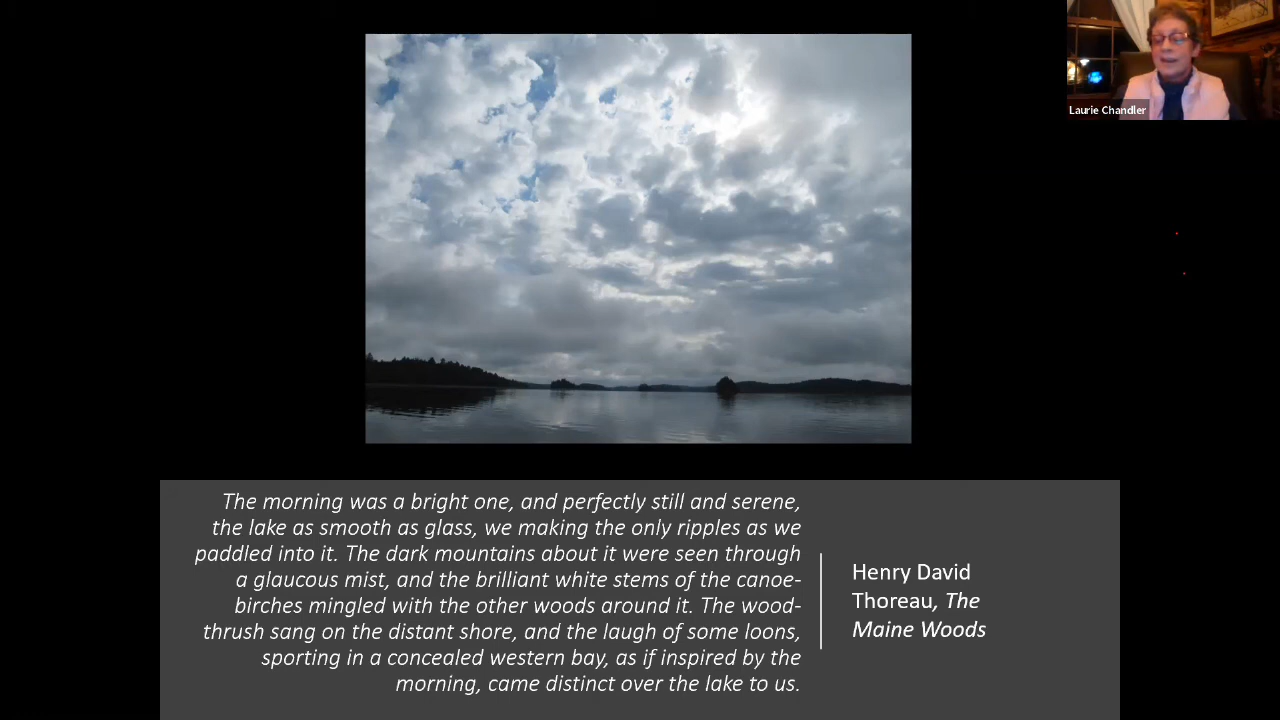 Laurie Chandler
The morning was a bright one, and perfectly still and serene,
the lake as smooth as glass, we making the only ripples as we
paddled into it. The dark mountains about it were seen through
a glaucous mist, and the brilliant white stems of the canoe-
birches mingled with the other woods around it. The wood-
thrush sang on the distant shore, and the laugh of some loons,
sporting in a concealed western bay, as if inspired by the
morning, came distinct over the lake to us.
Henry David
Thoreau, The
Maine Woods